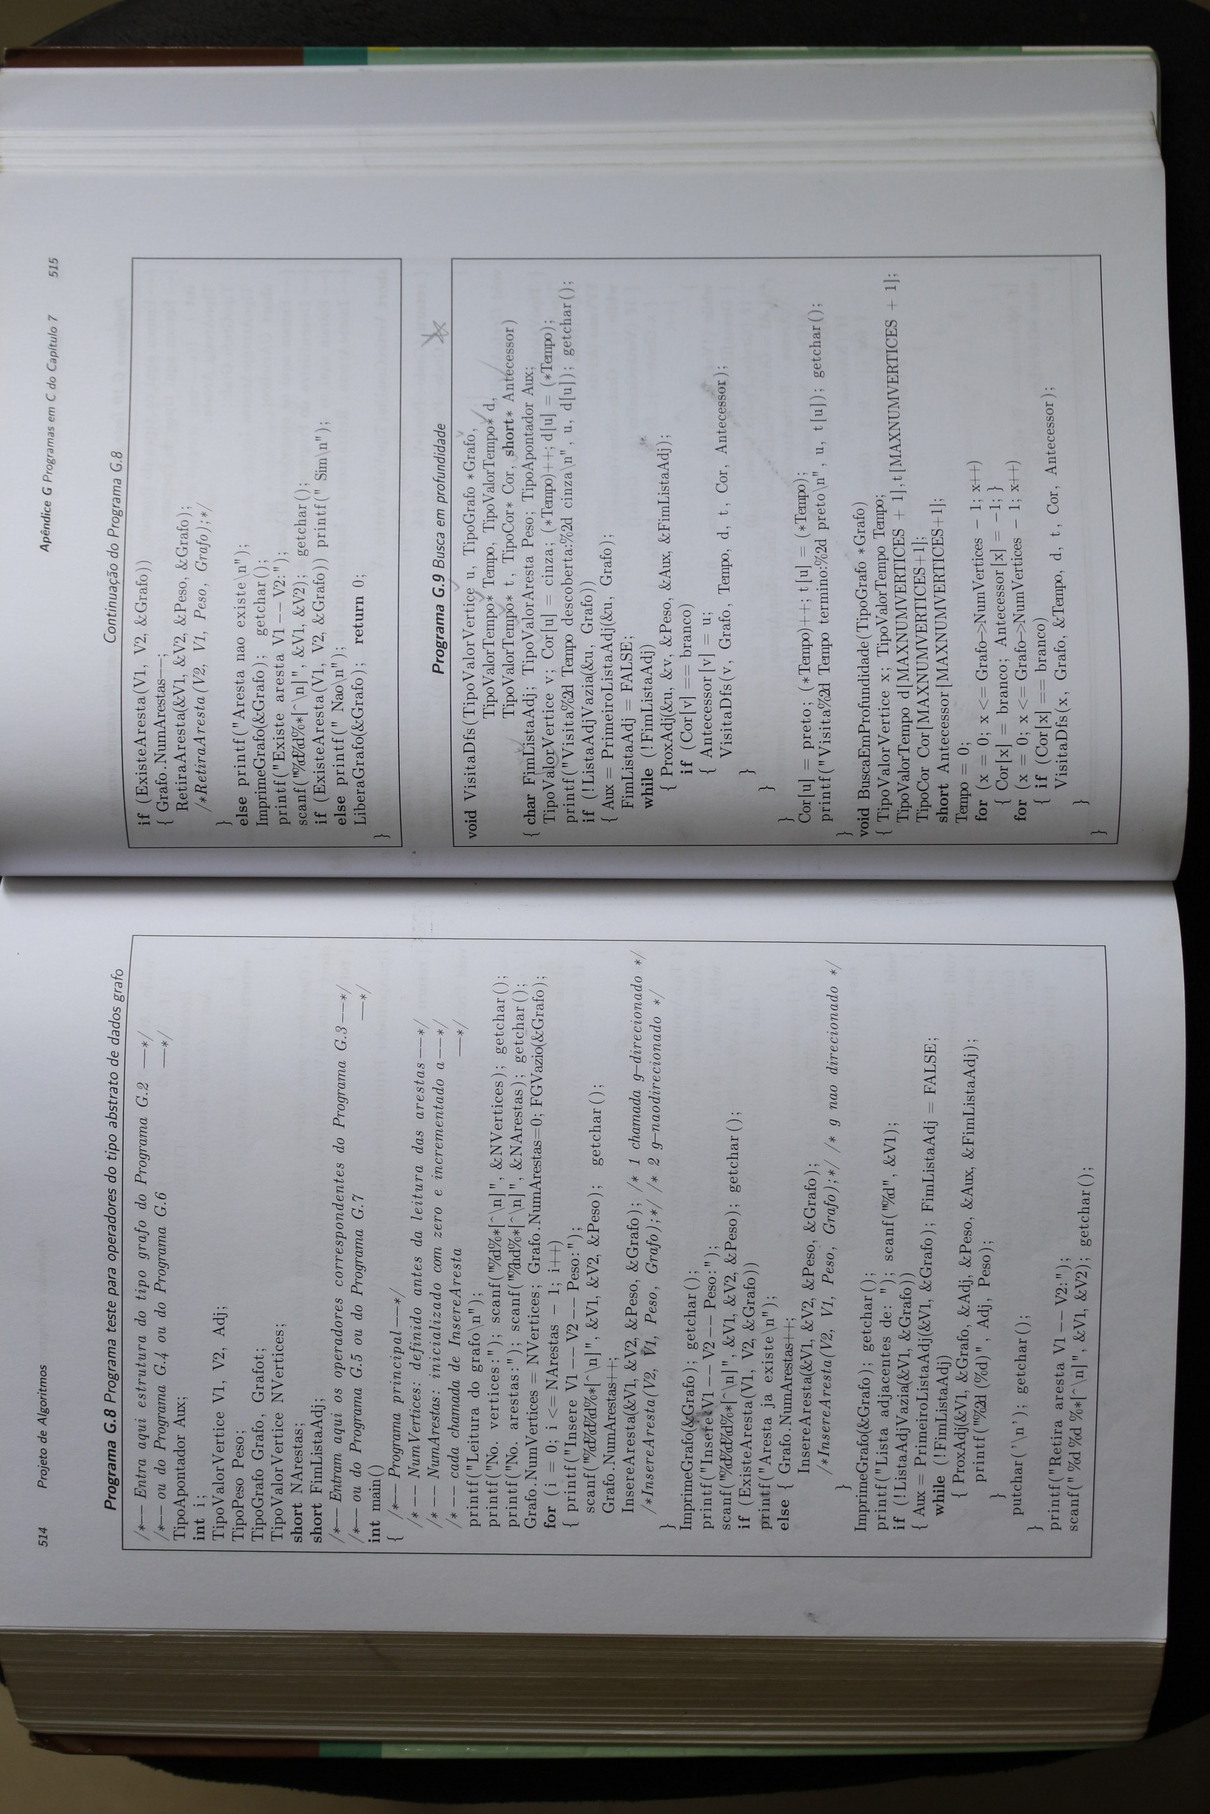 514 Projeto de Algoritmos
Programa G.8 Programa teste para operadores do tipo abstrato de dados grafo
/*–– Entra aqui estrutura do tipo grafo do Programa G.2 ––*/
/*–– ou do Programa G.4 ou do Programa G.6 ––*/
TipoApontador Aux;
int i;
TipoValorVertice V1, V2, Adj;
TipoPeso Peso;
TipoGrafo Grafo, Grafot;
TipoValorVertice NVertices;
short NArestas;
short FimListaAdj;
/*–– Entram aqui os operadores correspondentes do Programa G.3––*/
/*–– ou do Programa G.5 ou do Programa G.7 ––*/
int main()
{ /*–– Programa principal––*/
/* –– NumVertices: definido antes da leitura das arestas––*/
/* –– NumArestas: inicializado com zero e incrementado a––*/
/* –– cada chamada de InsereAresta ––*/
printf("Leitura do grafo\n");
printf("No. vertices:"); scanf("%d%*[^\n]", &NVertices); getchar();
printf("No. arestas:"); scanf("%hd%*[^\n]", &NArestas); getchar();
Grafo.NumVertices = NVertices; Grafo.NumArestas=0; FGVazio(&Grafo);
for (i = 0; i <= NArestas - 1; i++)
{ printf("Insere V1 –– V2 –– Peso:");
scanf("%d%d%d%*[^\n]", &V1, &V2, &Peso); getchar();
Grafo.NumArestas++;
InsereAresta(&V1, &V2, &Peso, &Grafo); /* 1 chamada g-direcionado */
/*InsereAresta(V2, V1, Peso, Grafo);*/ /* 2 g-naodirecionado */
}
ImprimeGrafo(&Grafo); getchar();
printf("Insere V1 –– V2 –– Peso:");
scanf("%d%d%d%*[^\n]", &V1, &V2, &Peso); getchar();
if (ExisteAresta(V1, V2, &Grafo))
printf("Aresta ja existe\n");
else { Grafo.NumArestas++;
InsereAresta(&V1, &V2, &Peso, &Grafo);
/*InsereAresta(V2, V1, Peso, Grafo);*/ /* g nao direcionado */
}
ImprimeGrafo(&Grafo); getchar();
printf("Lista adjacentes de: "); scanf("%d", &V1);
if (!ListaAdjVazia(&V1, &Grafo))
{ Aux = PrimeiroListaAdj(&V1, &Grafo); FimListaAdj = FALSE;
while (!FimListaAdj)
{ ProxAdj(&V1, &Grafo, &Adj, &Peso, &Aux, &FimListaAdj);
printf("%2d (%d)", Adj, Peso);
}
putchar('\n'); getchar();
}
printf("Retira aresta V1 –– V2:");
scanf("%d %d %*[^\n]", &V1, &V2); getchar();
Apêndice G Programas em C do Capítulo 7 515
Continuação do Programa G.8
if (ExisteAresta(V1, V2, &Grafo))
{ Grafo.NumArestas––;
RetiraAresta(&V1, &V2, &Peso, &Grafo);
/*RetiraAresta(V2, V1, Peso, Grafo);*/
}
else printf("Aresta nao existe\n");
ImprimeGrafo(&Grafo); getchar();
printf("Existe aresta V1 –– V2:");
scanf("%d%d%*[^\n]", &V1, &V2); getchar();
if (ExisteAresta(V1, V2, &Grafo)) printf(" Sim\n");
else printf(" Nao\n");
LiberaGrafo(&Grafo); return 0;
}
Programa G.9 Busca em profundidade
void VisitaDfs(TipoValorVertice u, TipoGrafo *Grafo,
TipoValorTempo* Tempo, TipoValorTempo* d,
TipoValorTempo* t, TipoCor* Cor, short* Antecessor)
{ char FimListaAdj; TipoValorAresta Peso; TipoApontador Aux;
TipoValorVertice v; Cor[u] = cinza; (*Tempo)++; d[u] = (*Tempo);
printf("Visita%2d Tempo descoberta:%2d cinza\n", u, d[u]); getchar();
if (!ListaAdjVazia(&u, Grafo))
{ Aux = PrimeiroListaAdj(&u, Grafo);
FimListaAdj = FALSE;
while (!FimListaAdj)
{ ProxAdj(&u, &v, &Peso, &Aux, &FimListaAdj);
if (Cor[v] == branco)
{ Antecessor[v] = u;
VisitaDfs(v, Grafo, Tempo, d, t, Cor, Antecessor);
}
}
}
Cor[u] = preto; (*Tempo)++; t[u] = (*Tempo);
printf("Visita%2d Tempo termino:%2d preto\n", u, t[u]); getchar();
}
void BuscaEmProfundidade(TipoGrafo *Grafo)
{ TipoValorVertice x; TipoValorTempo Tempo;
TipoValorTempo d[MAXNUMVERTICES + 1],t[MAXNUMVERTICES + 1];
TipoCor Cor[MAXNUMVERTICES+1];
short Antecessor[MAXNUMVERTICES+1];
Tempo = 0;
for (x = 0; x <= Grafo->NumVertices - 1; x++)
{ Cor[x] = branco; Antecessor[x] = -1; }
for (x = 0; x <= Grafo->NumVertices - 1; x++)
{ if (Cor[x] == branco)
VisitaDfs(x, Grafo, &Tempo, d, t, Cor, Antecessor);
}
}